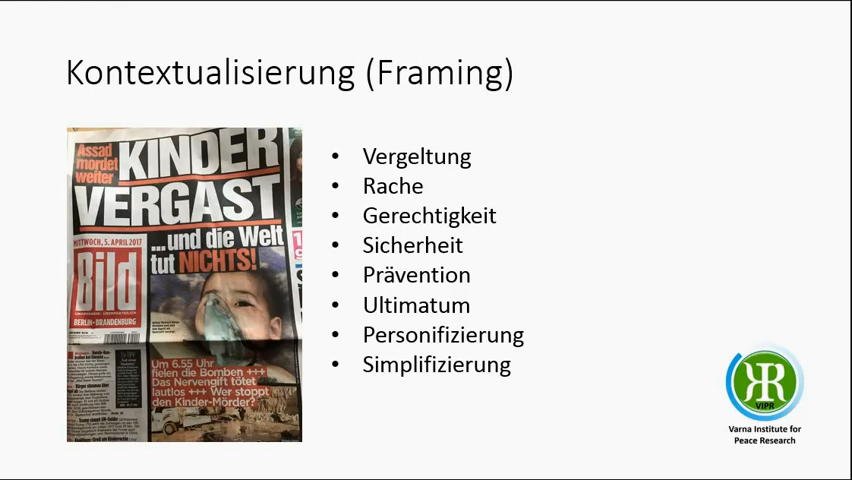 Kontextualisierung (Framing)
Assad
mordet
weiter
KINDER
VERGAST
...und die Welt
tut NICHTS!
MITTWOCH, 5. APRIL 2017
Bild
BERLIN-BRANDENBURG
Um 6.55 Uhr
fielen die Bomben +++
Das Nervengift tötet
lautlos +++ Wer stoppt
den Kinder-Mörder?
• Vergeltung
• Rache
• Gerechtigkeit
• Sicherheit
• Prävention
• Ultimatum
• Personifizierung
• Simplifizierung
VIPR
Varna Institute for
Peace Research